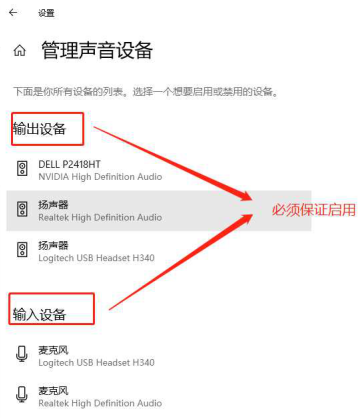 设置
管理声音设备
下面是你所有设备的列表。选择一个想要启用或禁用的设备。
输出设备
DELL P2418HT
NVIDIA High Definition Audio
扬声器
Realtek High Definition Audio
必须保证启用
扬声器
Logitech USB Headset H340
输入设备
麦克风
Logitech USB Headset H340
麦克风
Realtek High Definition Audio